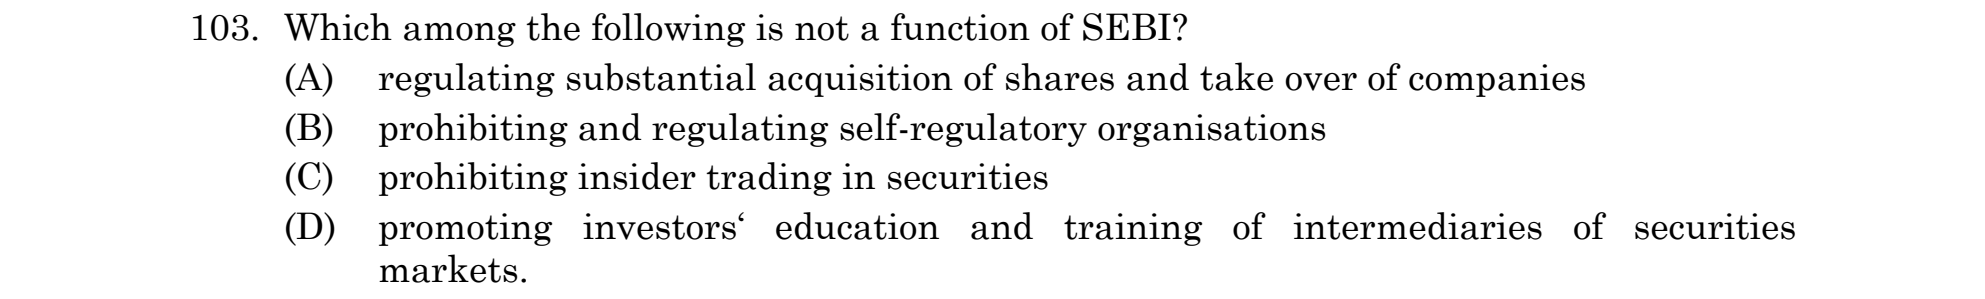 103. Which among the following is not a function of SEBI?
(A) regulating substantial acquisition of shares and take over of companies
(B) prohibiting and regulating self-regulatory organisations
(C) prohibiting insider trading in securities
(D) promoting investors‘ education and training of intermediaries of securities
markets.